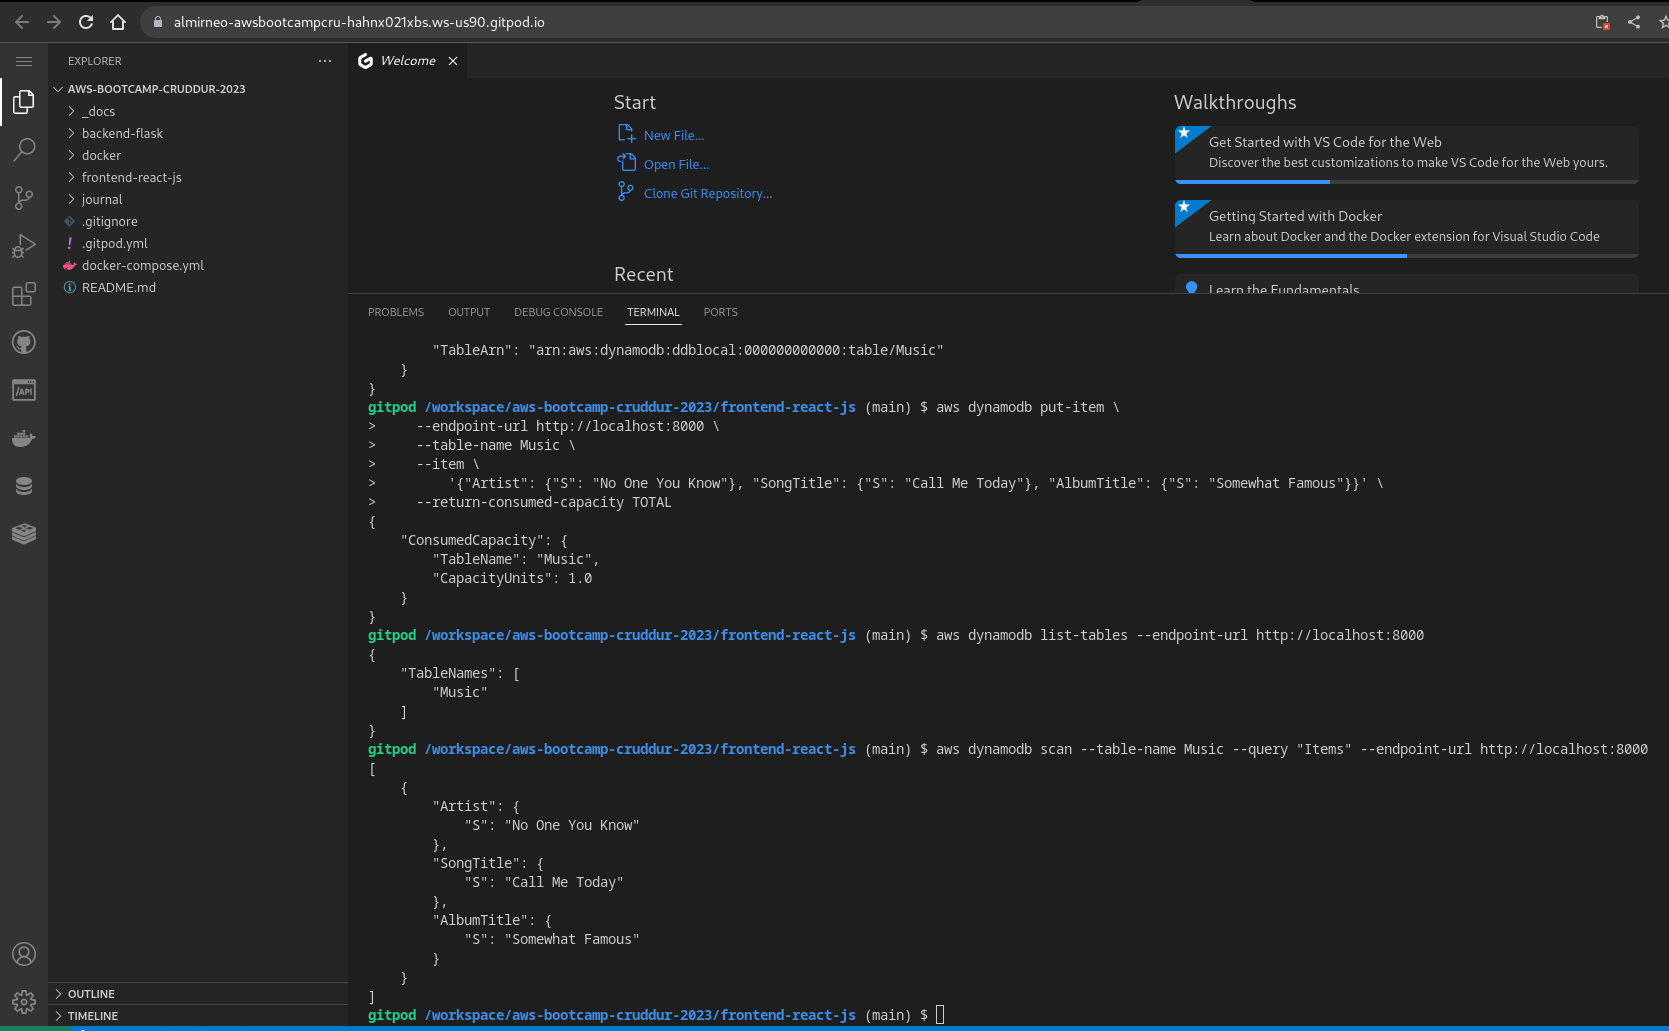 almirneo-awsbootcampcru-hahnx021xbs.ws-us90.gitpod.io
EXPLORER
AWS-BOOTCAMP-CRUDDUR-2023
_docs
backend-flask
docker
frontend-react-js
journal
.gitignore
.gitpod.yml
docker-compose.yml
README.md
OUTLINE
TIMELINE
/API
Welcome
Start
New File...
Open File...
Clone Git Repository...
Recent
Walkthroughs
Get Started with VS Code for the Web
Discover the best customizations to make VS Code for the Web yours.
Getting Started with Docker
Learn about Docker and the Docker extension for Visual Studio Code
Learn the Fundamentals
PROBLEMS OUTPUT DEBUG CONSOLE TERMINAL PORTS
        "TableArn": "arn:aws:dynamodb:ddblocal:000000000000:table/Music"
    }
}
gitpod /workspace/aws-bootcamp-cruddur-2023/frontend-react-js (main) $ aws dynamodb put-item \
>     --endpoint-url http://localhost:8000 \
>     --table-name Music \
>     --item \
>         '{"Artist": {"S": "No One You Know"}, "SongTitle": {"S": "Call Me Today"}, "AlbumTitle": {"S": "Somewhat Famous"}}' \
>     --return-consumed-capacity TOTAL
{
    "ConsumedCapacity": {
        "TableName": "Music",
        "CapacityUnits": 1.0
    }
}
gitpod /workspace/aws-bootcamp-cruddur-2023/frontend-react-js (main) $ aws dynamodb list-tables --endpoint-url http://localhost:8000
{
    "TableNames": [
        "Music"
    ]
}
gitpod /workspace/aws-bootcamp-cruddur-2023/frontend-react-js (main) $ aws dynamodb scan --table-name Music --query "Items" --endpoint-url http://localhost:8000
[
    {
        "Artist": {
            "S": "No One You Know"
        },
        "SongTitle": {
            "S": "Call Me Today"
        },
        "AlbumTitle": {
            "S": "Somewhat Famous"
        }
    }
]
gitpod /workspace/aws-bootcamp-cruddur-2023/frontend-react-js (main) $